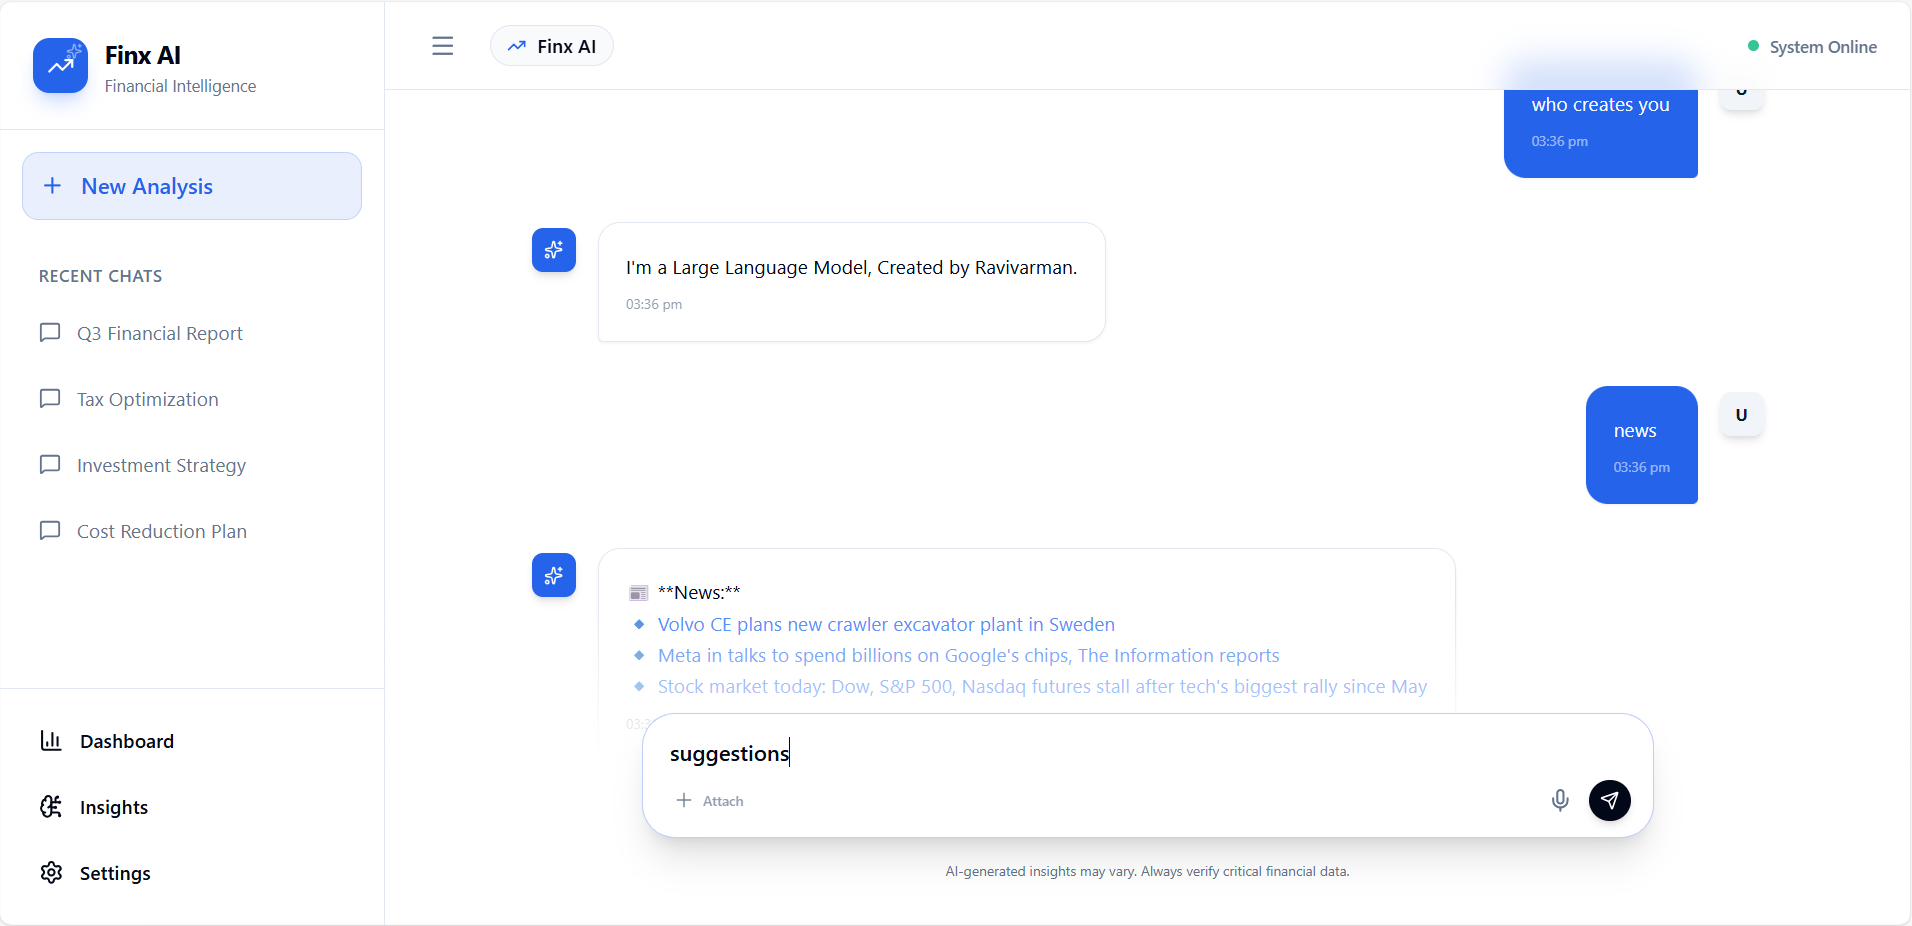 Finx AI
Financial Intelligence
New Analysis
RECENT CHATS
Q3 Financial Report
Tax Optimization
Investment Strategy
Cost Reduction Plan
Dashboard
Insights
Settings
Finx AI
System Online
who creates you
03:36 pm
I'm a Large Language Model, Created by Ravivarman.
03:36 pm
news
03:36 pm
U
**News:**
Volvo CE plans new crawler excavator plant in Sweden
Meta in talks to spend billions on Google's chips, The Information reports
Stock market today: Dow, S&P 500, Nasdaq futures stall after tech's biggest rally since May
suggestions
Attach
AI-generated insights may vary. Always verify critical financial data.